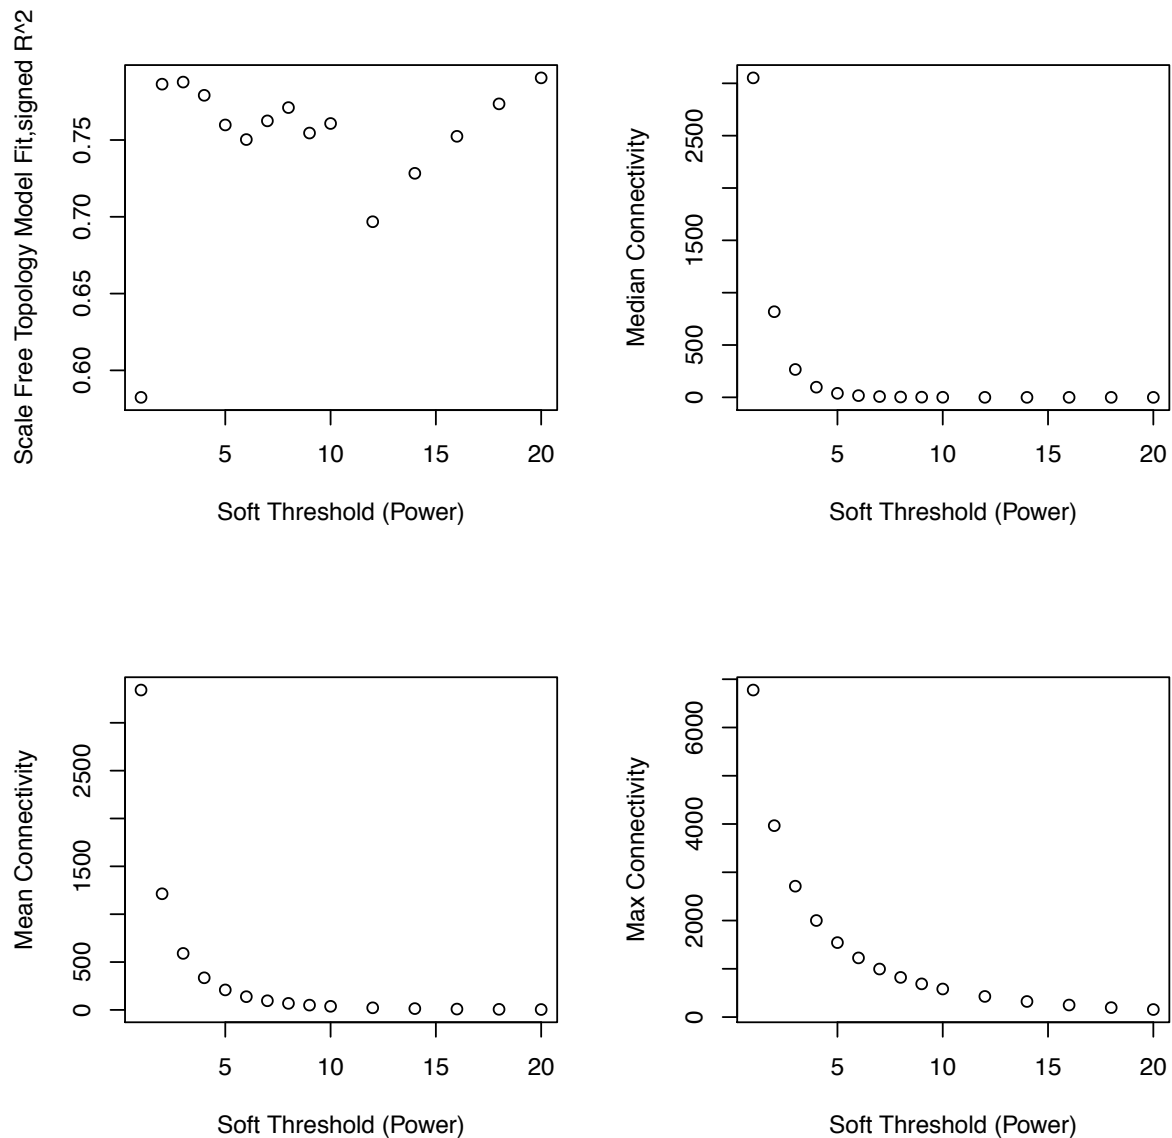 Scale Free Topology Model Fit,signed R^2
0.75
0.70
0.65
0.60
5 10 15 20
Soft Threshold (Power)
Median Connectivity
2500
1500
500
0
5 10 15 20
Soft Threshold (Power)
Mean Connectivity
2500
1500
500
0
5 10 15 20
Soft Threshold (Power)
Max Connectivity
6000
4000
2000
0
5 10 15 20
Soft Threshold (Power)